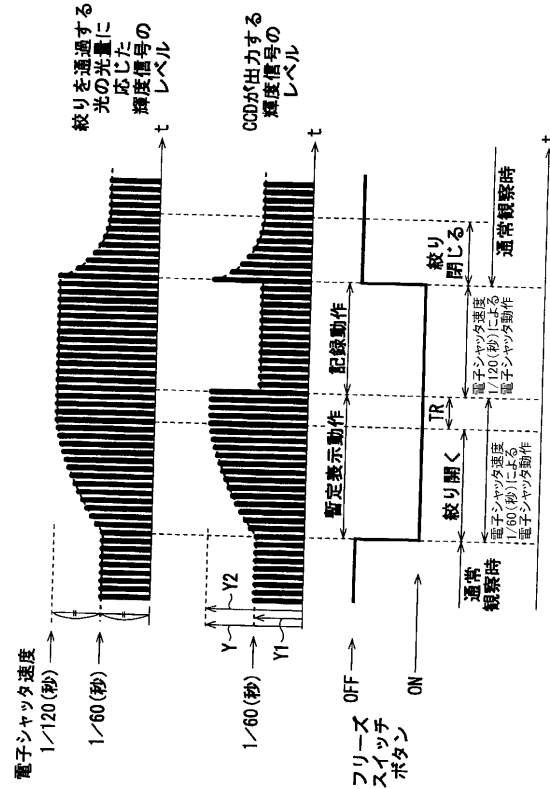 電子シャッタ速度
1/120(秒)
1/60(秒)
絞りを通過する
光の光量に
応じた
輝度信号の
レベル
t
1/60(秒)
Y
Y1
Y2
CCDが出力する
輝度信号の
レベル
t
暫定表示動作
記録動作
フリーズ
スイッチ
ボタン
OFF
ON
通常
観察時
絞り開く
TR
絞り
閉じる
電子シャッタ速度
1/60(秒)による
電子シャッタ動作
電子シャッタ速度
1/120(秒)による
電子シャッタ動作
通常観察時
t